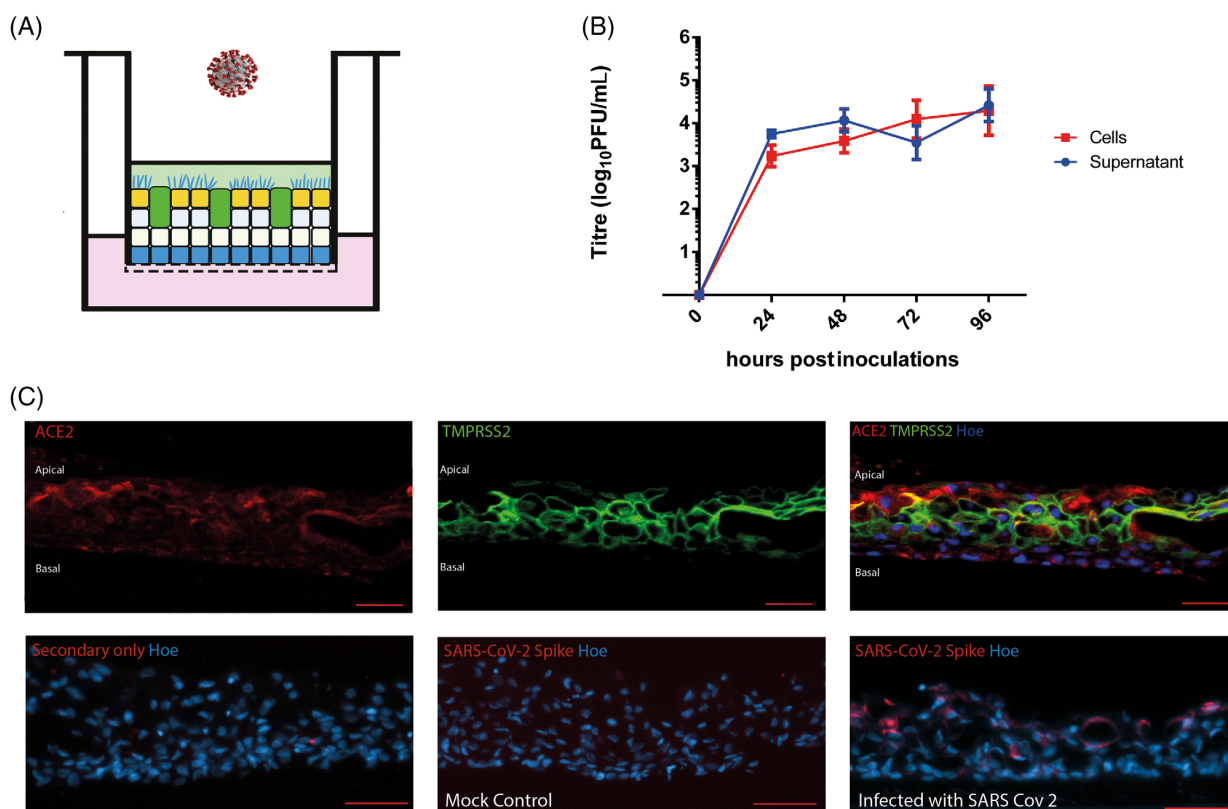 (A)
(B)
6
5
4
3
2
1
Titre (log10PFU/mL)
0
24
48
72
96
hours postinoculations
Cells
Supernatant
(C)
ACE2
Apical
Basal
TMPRSS2
Apical
Basal
ACE2 TMPRSS2 Hoe
Apical
Basal
Secondary only Hoe
SARS-CoV-2 Spike Hoe
Mock Control
SARS-CoV-2 Spike Hoe
Infected with SARS Cov 2